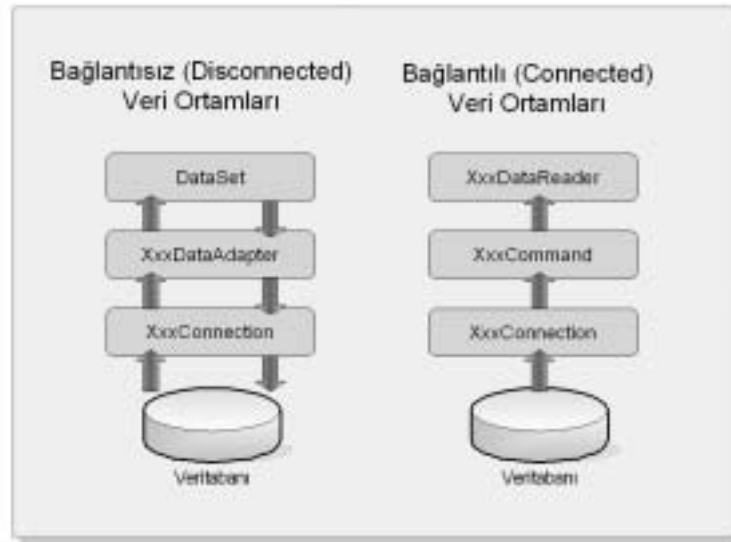 Bağlantısız (Disconnected)
Veri Ortamları
DataSet
XxxDataAdapter
XxxConnection
Veritabanı
Bağlantılı (Connected)
Veri Ortamları
XxxDataReader
XxxCommand
XxxConnection
Veritabanı